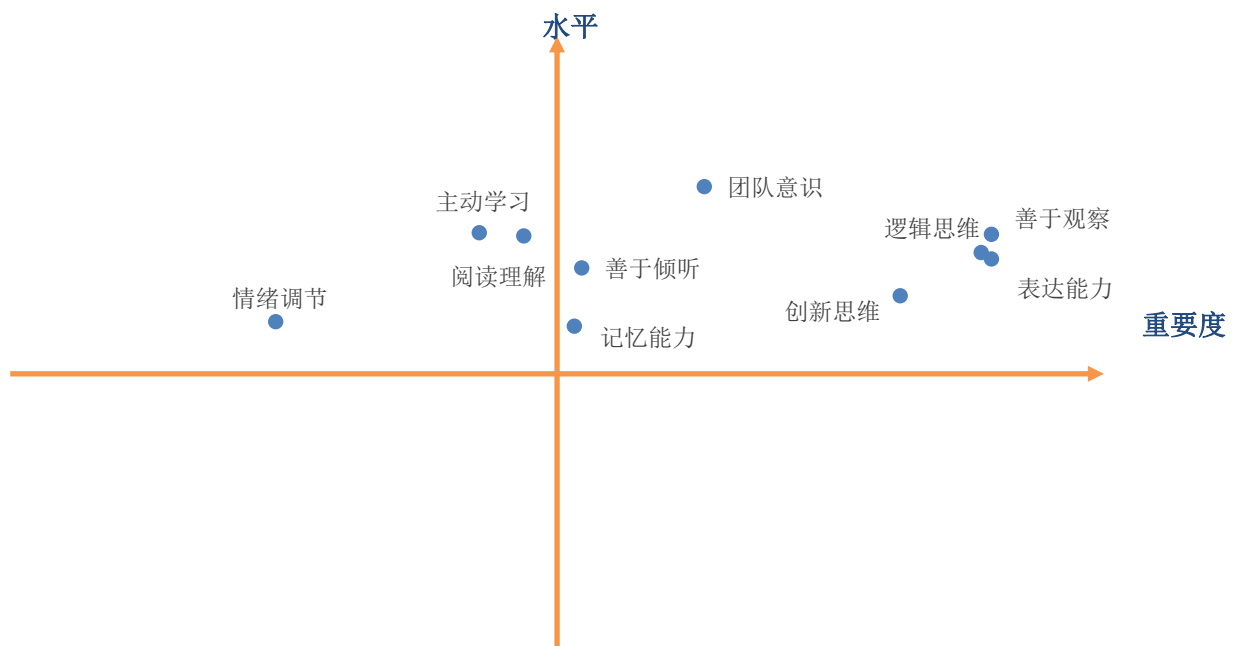 水平
团队意识
主动学习
善于观察
逻辑思维
善于倾听
阅读理解
表达能力
情绪调节
创新思维
重要度
记忆能力